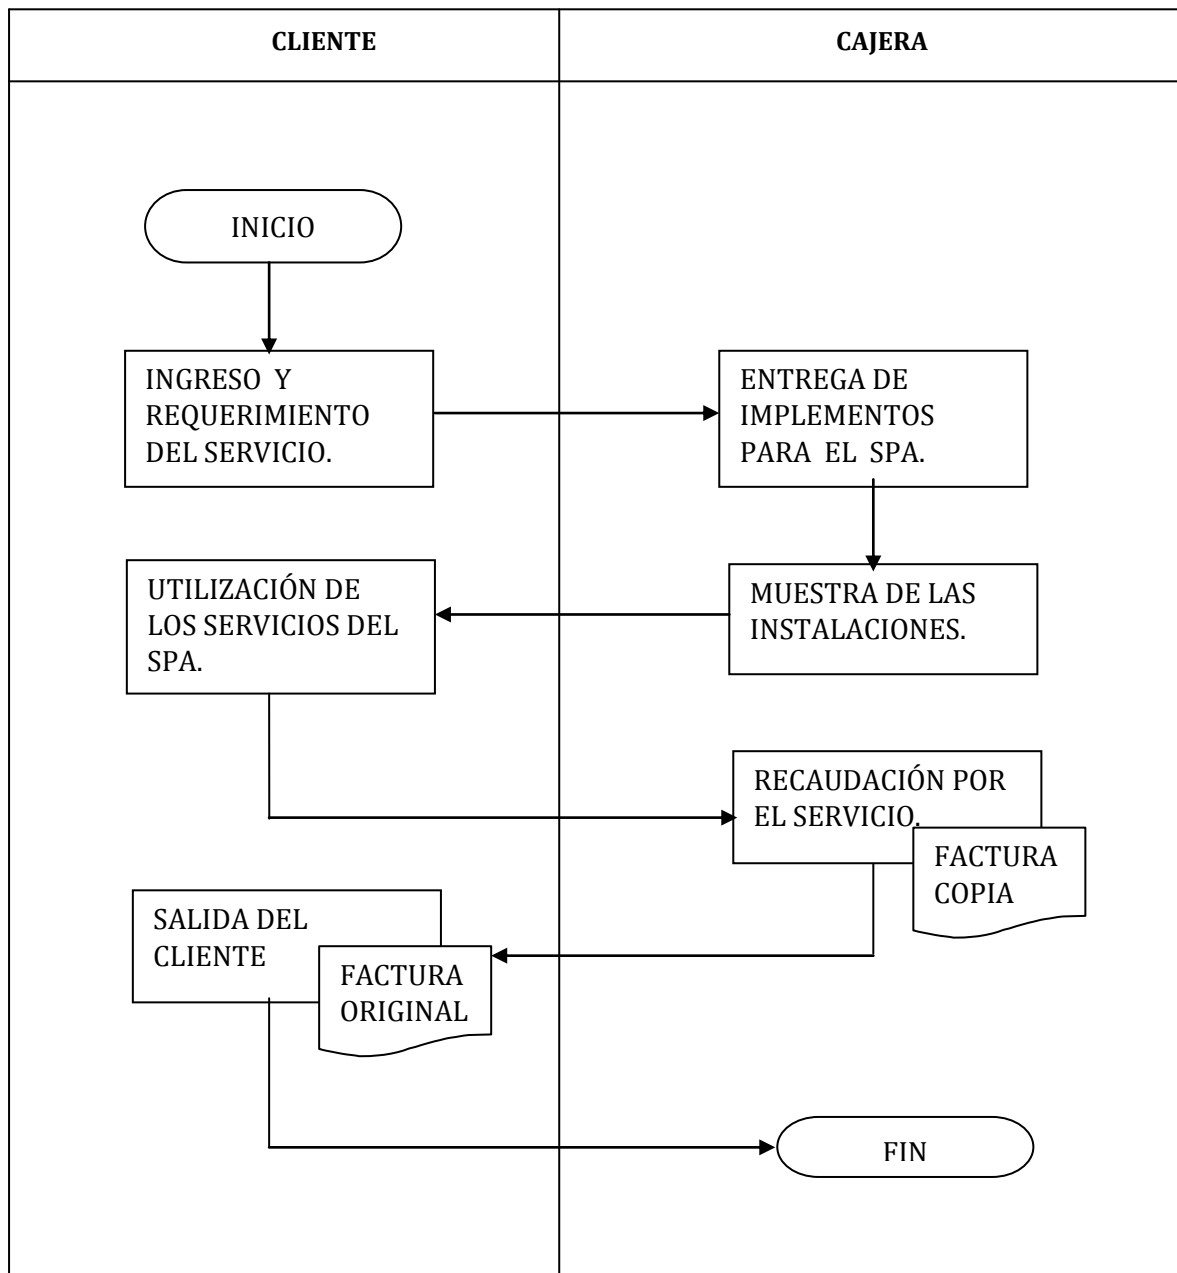 CLIENTE
CAJERA
INICIO
INGRESO Y
REQUERIMIENTO
DEL SERVICIO.
ENTREGA DE
IMPLEMENTOS
PARA EL SPA.
MUESTRA DE LAS
INSTALACIONES.
UTILIZACIÓN DE
LOS SERVICIOS DEL
SPA.
RECAUDACIÓN POR
EL SERVICIO.
FACTURA
COPIA
SALIDA DEL
CLIENTE
FACTURA
ORIGINAL
FIN